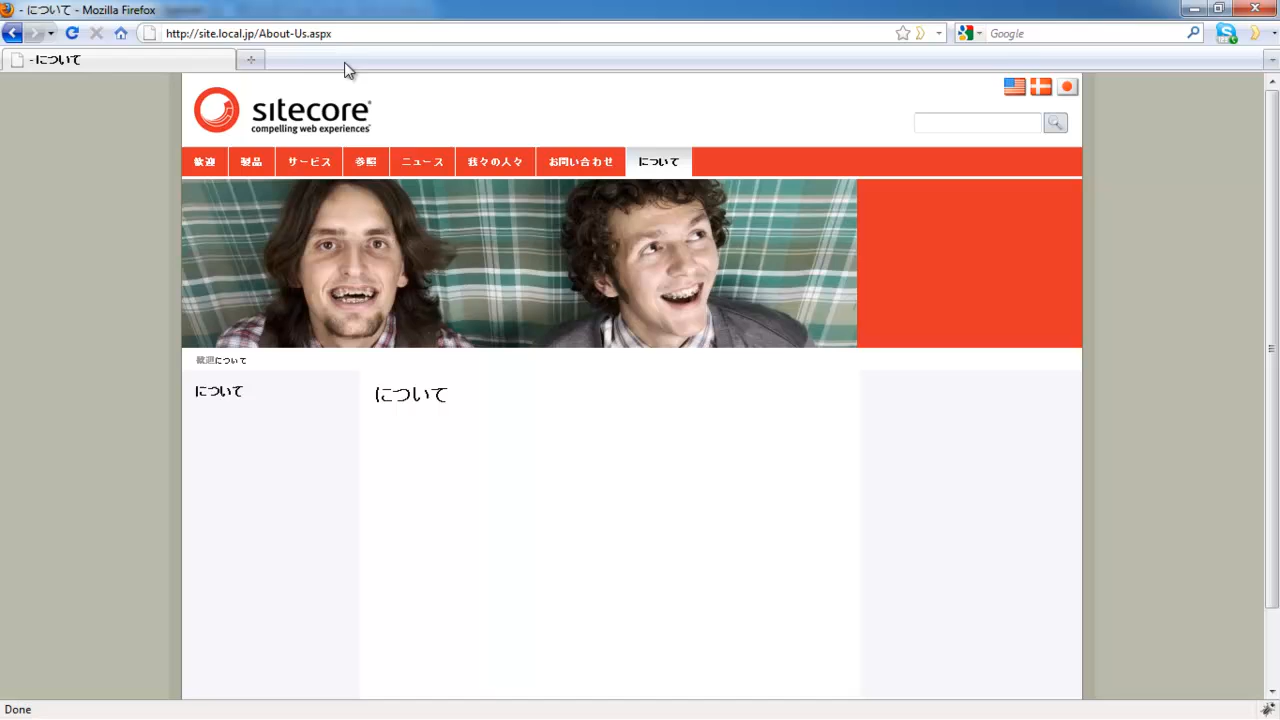 - について - Mozilla Firefox
http://site.local.jp/About-Us.aspx
Google
- について
sitecore®
compelling web experiences®
歓迎 製品 サービス 参照 ニュース 我々の人々 お問い合わせ について
歓迎について
について
について
Done